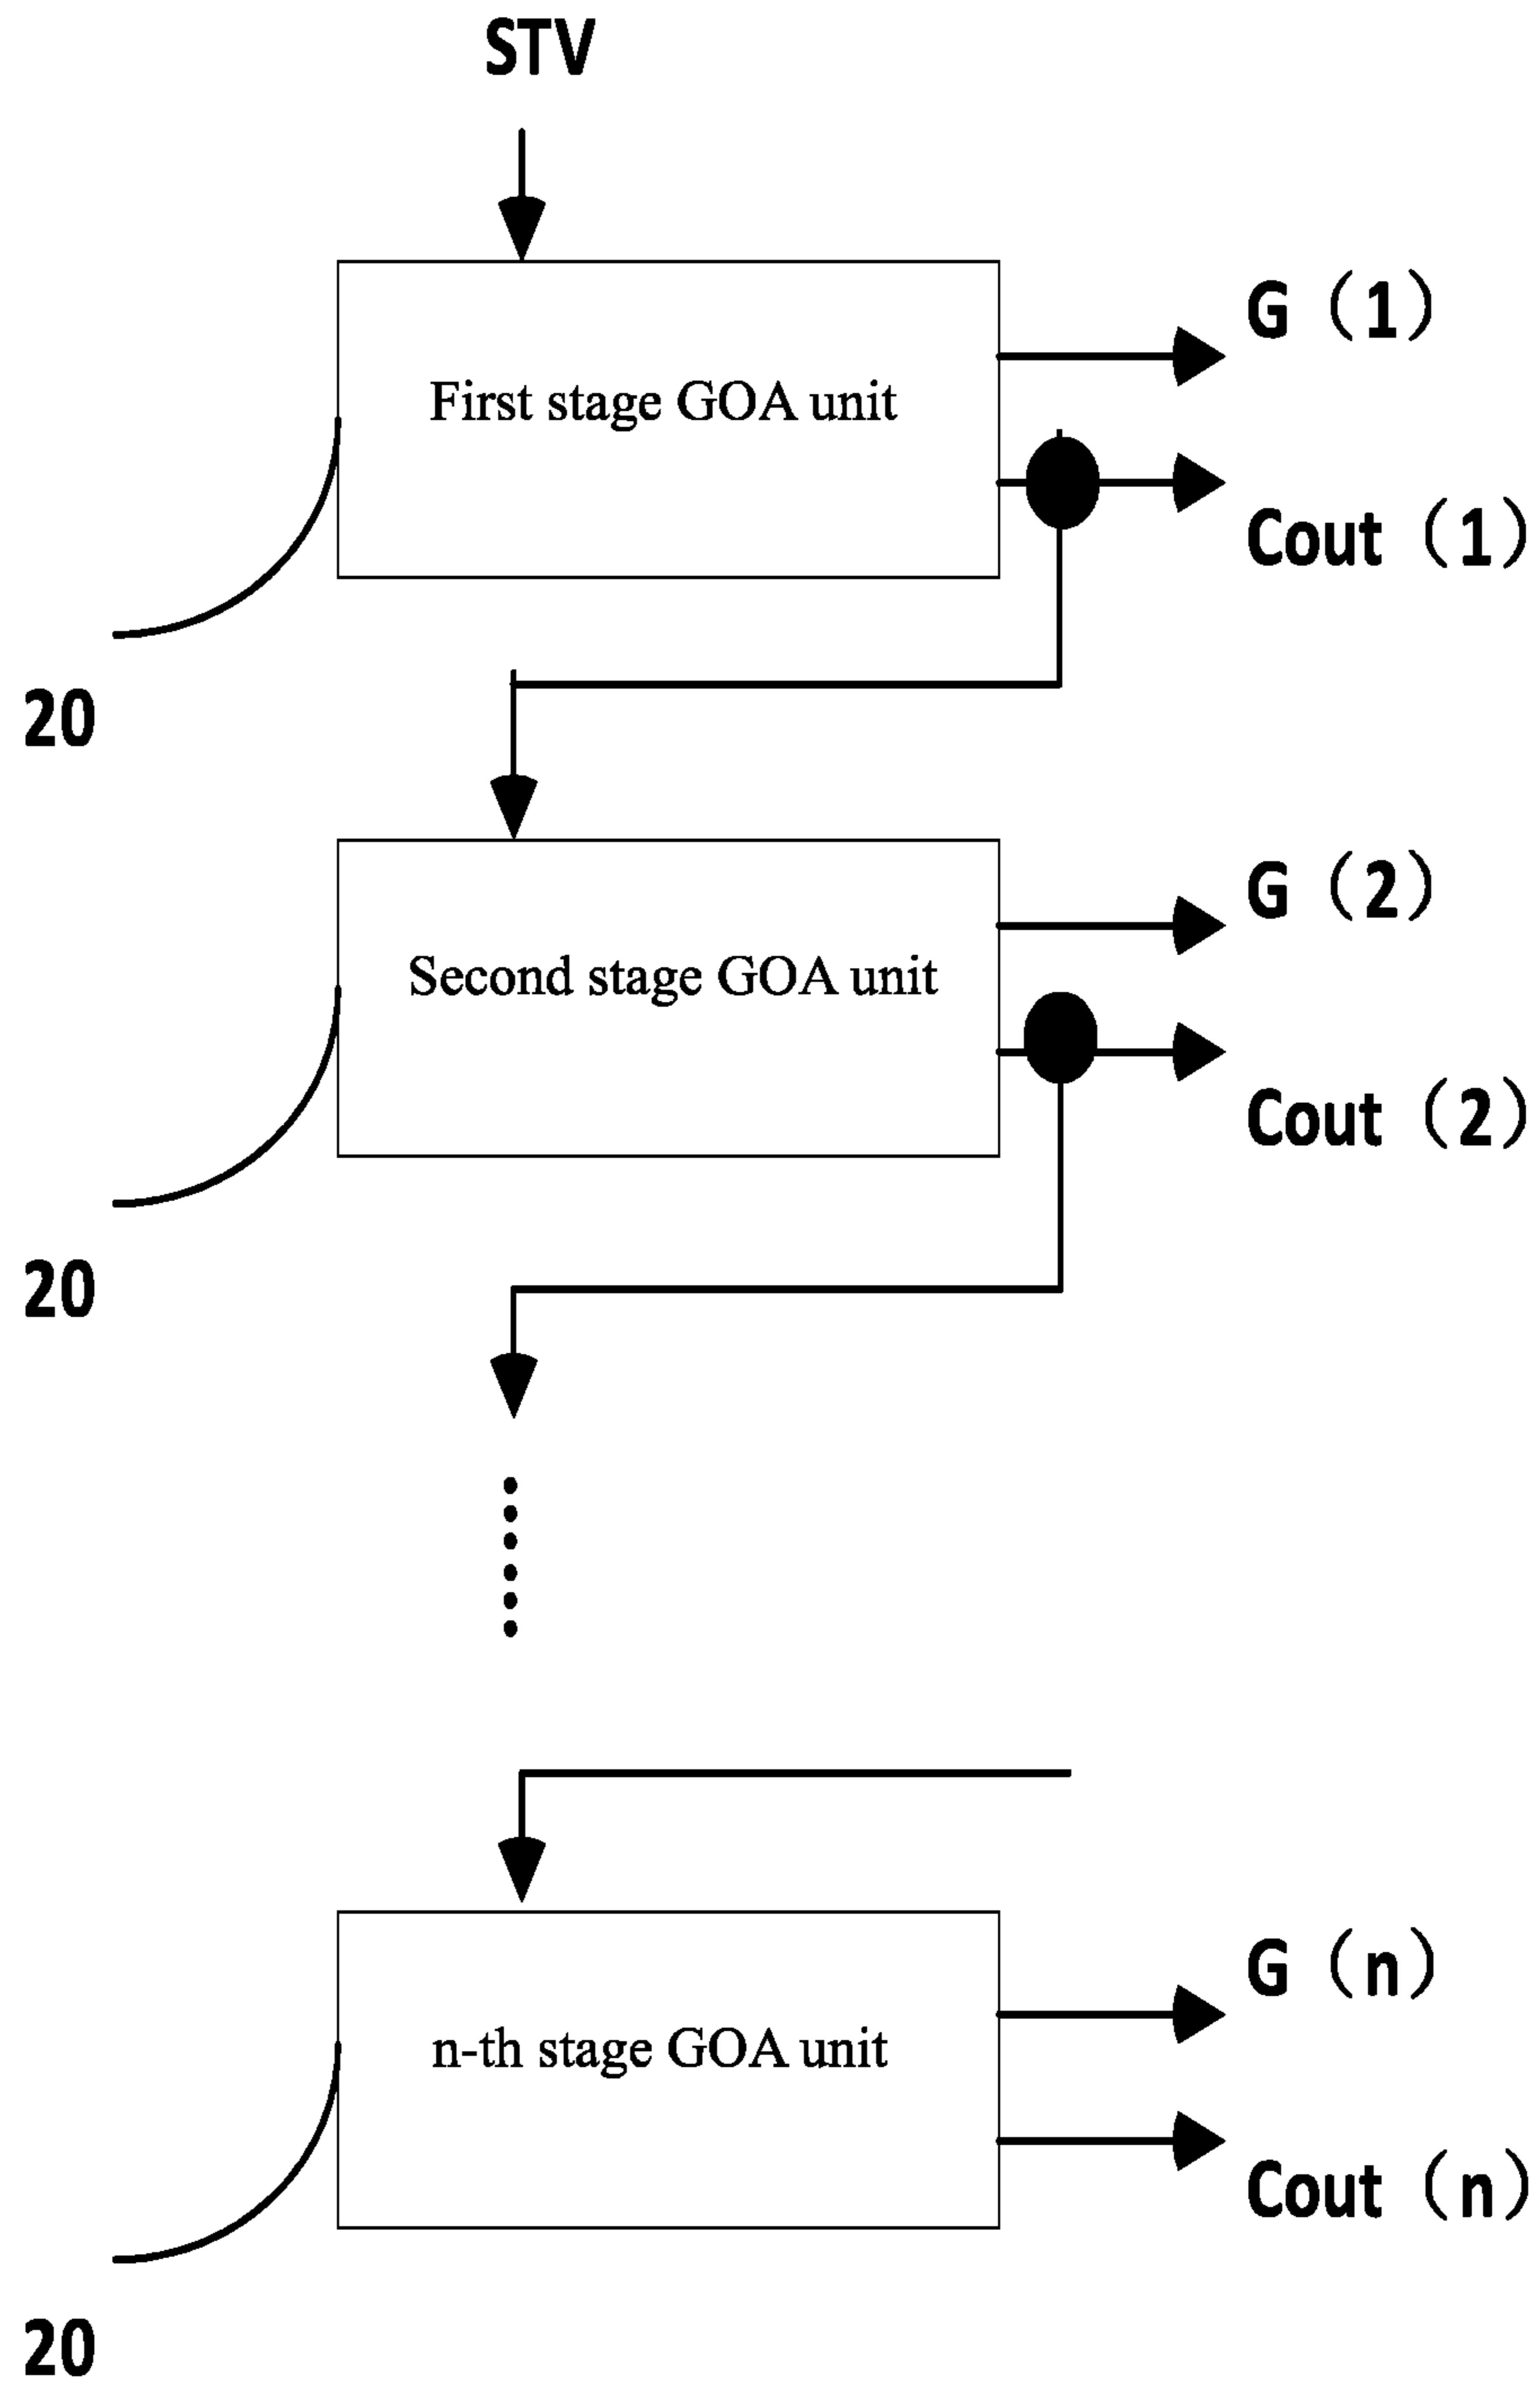 STV
G（1）
First stage GOA unit
Cout（1）
20
G（2）
Second stage GOA unit
Cout（2）
20
G（n）
n-th stage GOA unit
Cout（n）
20